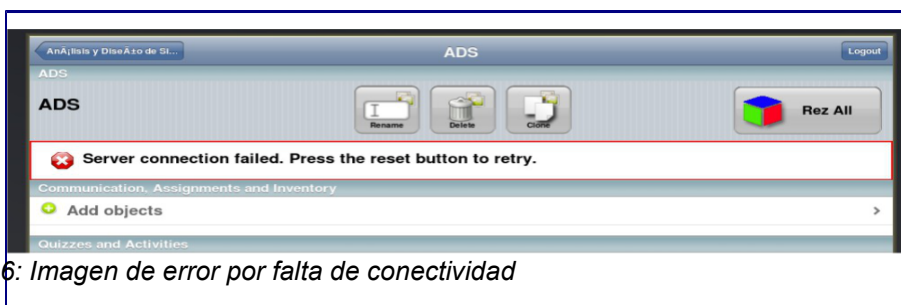 AnÃ¡lisis y DiseÃ±o de Si...
ADS
Logout
ADS
ADS
Rename
Delete
Clone
Rez All
Server connection failed. Press the reset button to retry.
Communication, Assignments and Inventory
Add objects
Quizzes and Activities
6: Imagen de error por falta de conectividad